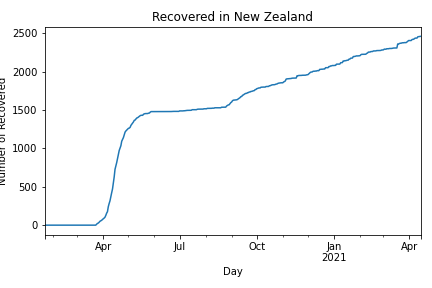 Recovered in New Zealand
Number of Recovered
2500
2000
1500
1000
500
0
Apr
Jul
Oct
Jan
2021
Apr
Day